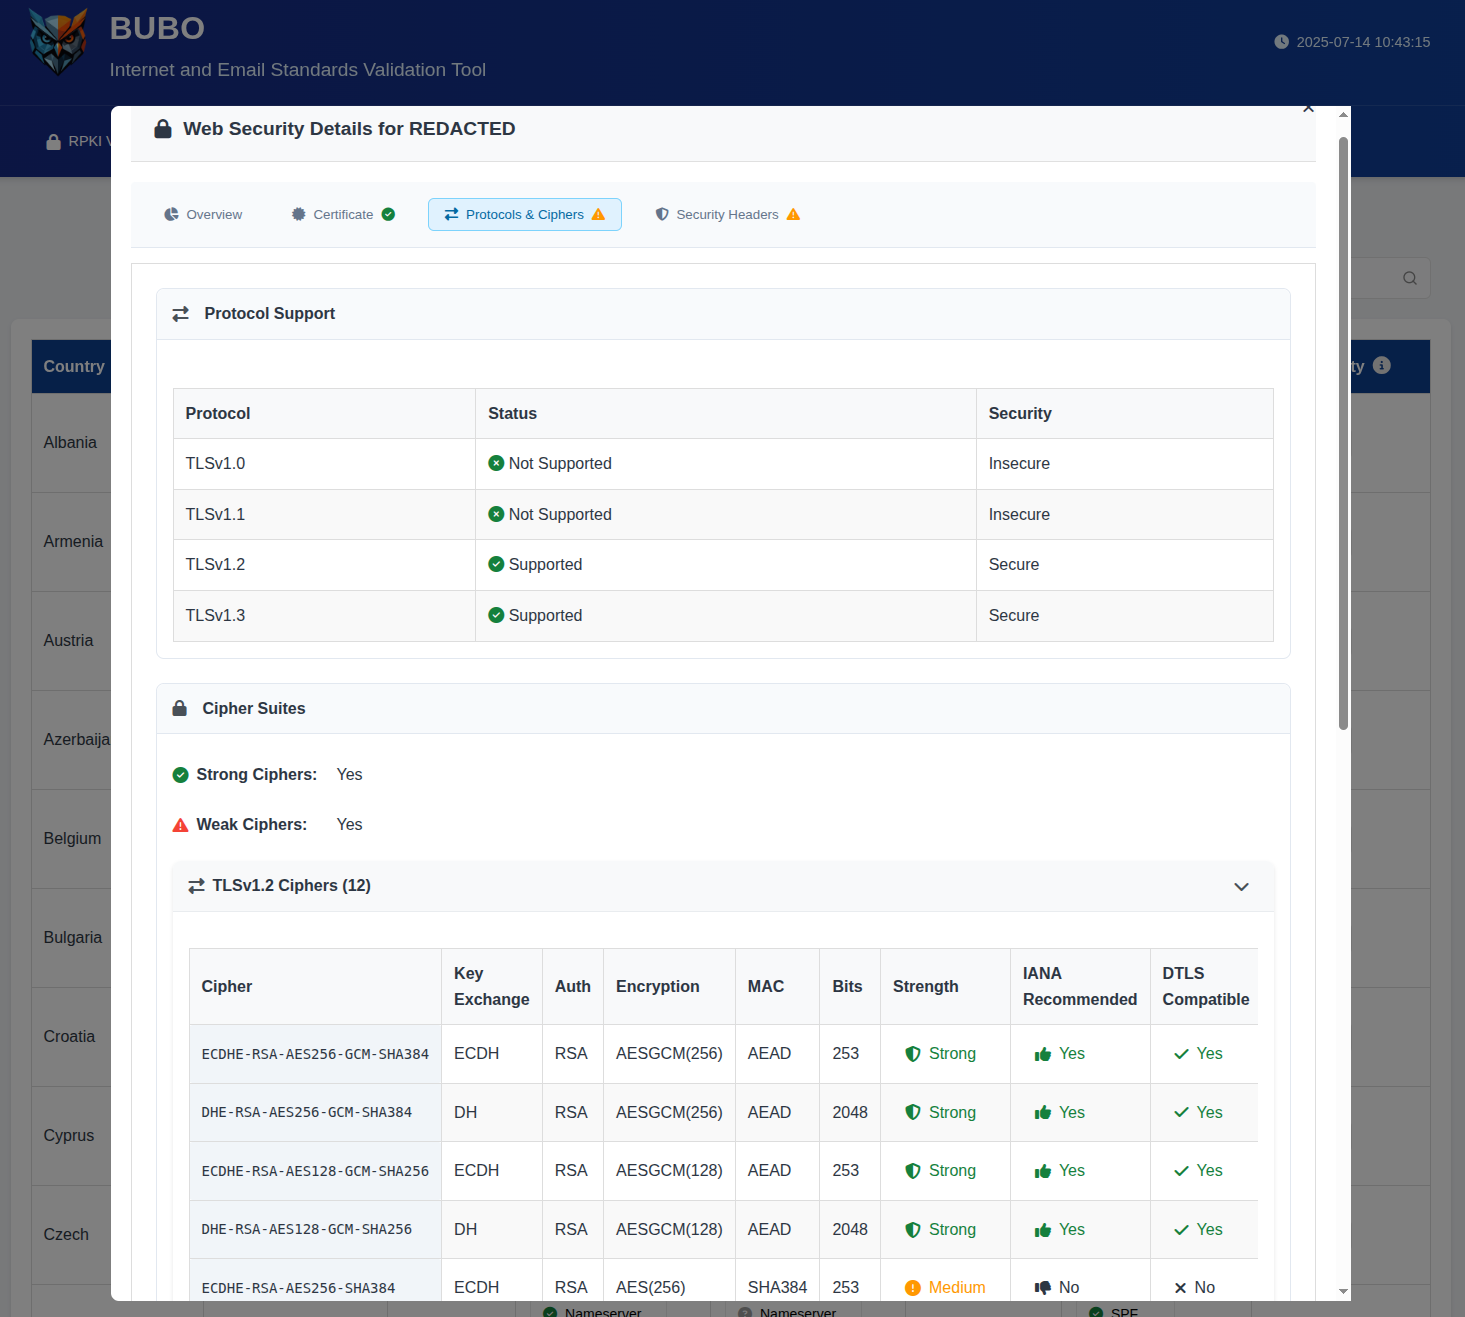 BUBO
Internet and Email Standards Validation Tool
2025-07-14 10:43:15
RPKI V
Web Security Details for REDACTED
Overview
Certificate
Protocols & Ciphers
Security Headers
Protocol Support
Protocol Status Security
TLSv1.0 Not Supported Insecure
TLSv1.1 Not Supported Insecure
TLSv1.2 Supported Secure
TLSv1.3 Supported Secure
Cipher Suites
Strong Ciphers: Yes
Weak Ciphers: Yes
TLSv1.2 Ciphers (12)
Cipher Key Exchange Auth Encryption MAC Bits Strength IANA Recommended DTLS Compatible
ECDHE-RSA-AES256-GCM-SHA384 ECDH RSA AESGCM(256) AEAD 253 Strong Yes Yes
DHE-RSA-AES256-GCM-SHA384 DH RSA AESGCM(256) AEAD 2048 Strong Yes Yes
ECDHE-RSA-AES128-GCM-SHA256 ECDH RSA AESGCM(128) AEAD 253 Strong Yes Yes
DHE-RSA-AES128-GCM-SHA256 DH RSA AESGCM(128) AEAD 2048 Strong Yes Yes
ECDHE-RSA-AES256-SHA384 ECDH RSA AES(256) SHA384 253 Medium No No
Country
ty
Albania
Armenia
Austria
Azerbaija
Belgium
Bulgaria
Croatia
Cyprus
Czech
Nameserver
Nameserver
SPF